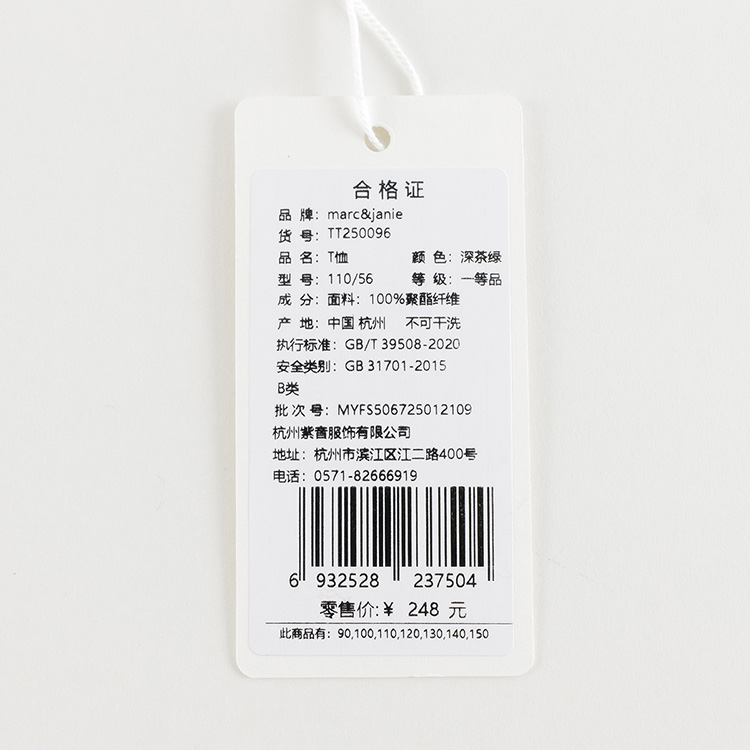 合格证
品 牌：marc&janie
货 号：TT250096
品 名：T恤 颜 色：深茶绿
型 号：110/56 等 级：一等品
成 分：面料：100%聚酯纤维
产 地：中国 杭州 不可干洗
执行标准：GB/T 39508-2020
安全类别：GB 31701-2015
B类
批 次 号：MYFS506725012109
杭州紫喑服饰有限公司
地址：杭州市滨江区江二路400号
电话：0571-82666919
6 932528 237504
零售价:￥ 248 元
此商品有：90,100,110,120,130,140,150